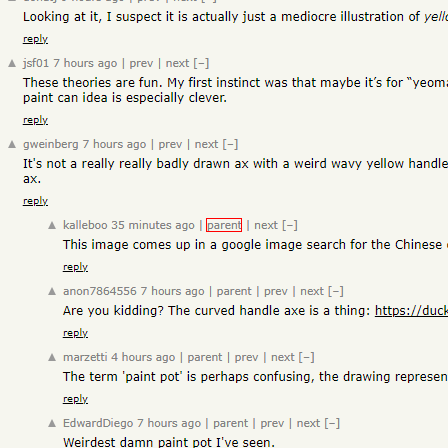 Looking at it, I suspect it is actually just a mediocre illustration of
reply
▲ jsf01 7 hours ago | prev | next [–]
These theories are fun. My first instinct was that maybe it's for
paint can idea is especially clever.
reply
▲ gweinberg 7 hours ago | prev | next [–]
It's not a really really badly drawn ax with a weird wavy yellow handle
ax.
reply
▲ kalleboo 35 minutes ago | parent | next [–]
This image comes up in a google image search for the Chinese
reply
▲ anon7864556 7 hours ago | parent | prev | next [–]
Are you kidding? The curved handle axe is a thing: https://duck
reply
▲ marzetti 4 hours ago | parent | prev | next [–]
The term 'paint pot' is perhaps confusing, the drawing represen
reply
▲ EdwardDiego 7 hours ago | parent | prev | next [–]
Weirdest damn paint pot I've seen.